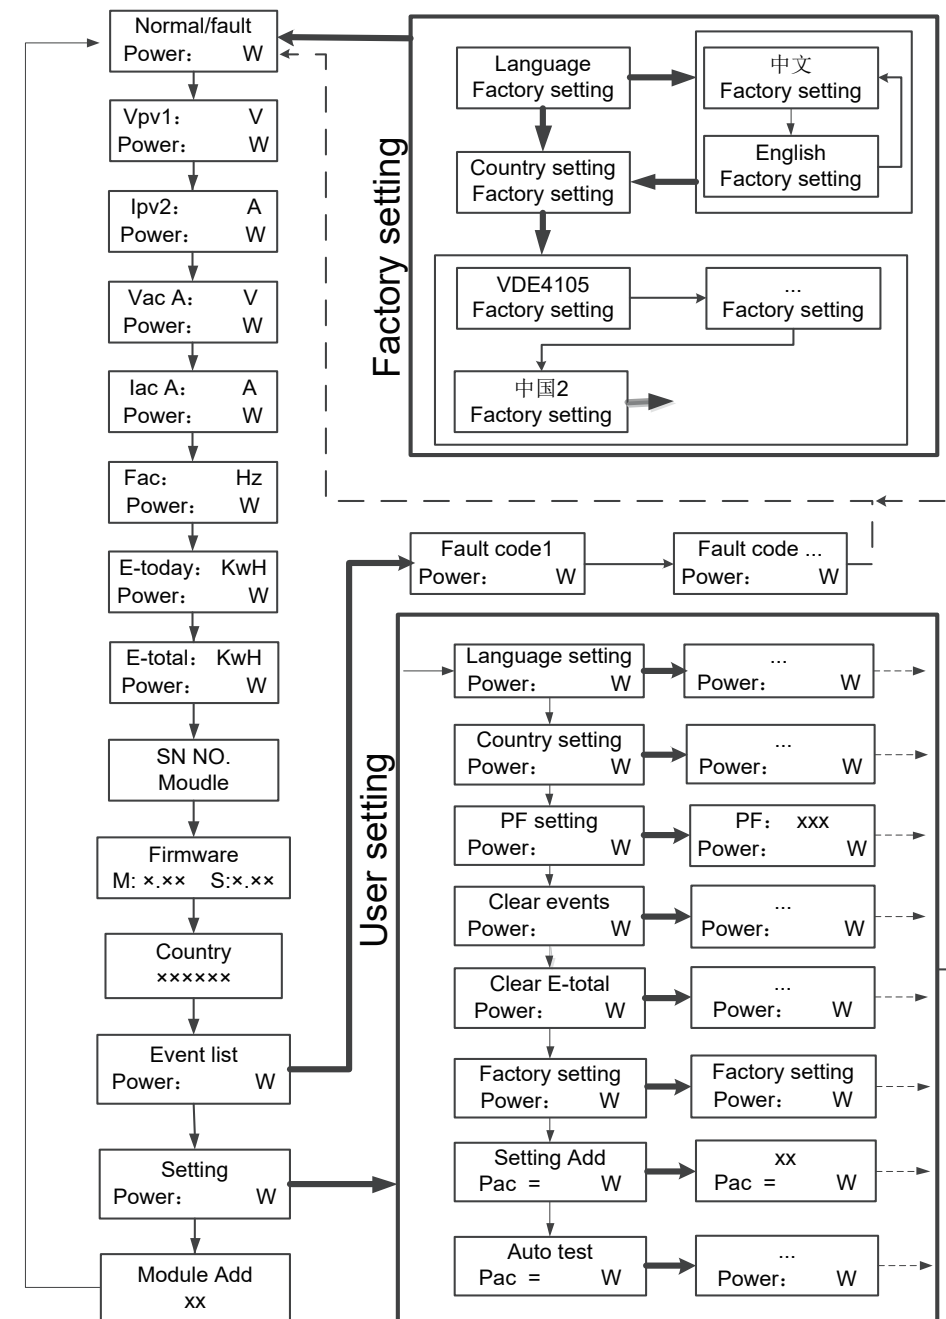 Normal/fault
Power: W
Vpv1: V
Power: W
Ipv2: A
Power: W
Vac A: V
Power: W
Iac A: A
Power: W
Fac: Hz
Power: W
E-today: KwH
Power: W
E-total: KwH
Power: W
SN NO.
Moudle
Firmware
M: ×.×× S:×.××
Country
××××××
Event list
Power: W
Setting
Power: W
Module Add
xx
Factory setting
Language
Factory setting
中文
Factory setting
English
Factory setting
Country setting
Factory setting
VDE4105
Factory setting
...
Factory setting
中国2
Factory setting
Fault code1
Power: W
Fault code ...
Power: W
User setting
Language setting
Power: W
...
Power: W
Country setting
Power: W
...
Power: W
PF setting
Power: W
PF: xxx
Power: W
Clear events
Power: W
...
Power: W
Clear E-total
Power: W
...
Power: W
Factory setting
Power: W
Factory setting
Power: W
Setting Add
Pac = W
xx
Pac = W
Auto test
Pac = W
...
Power: W